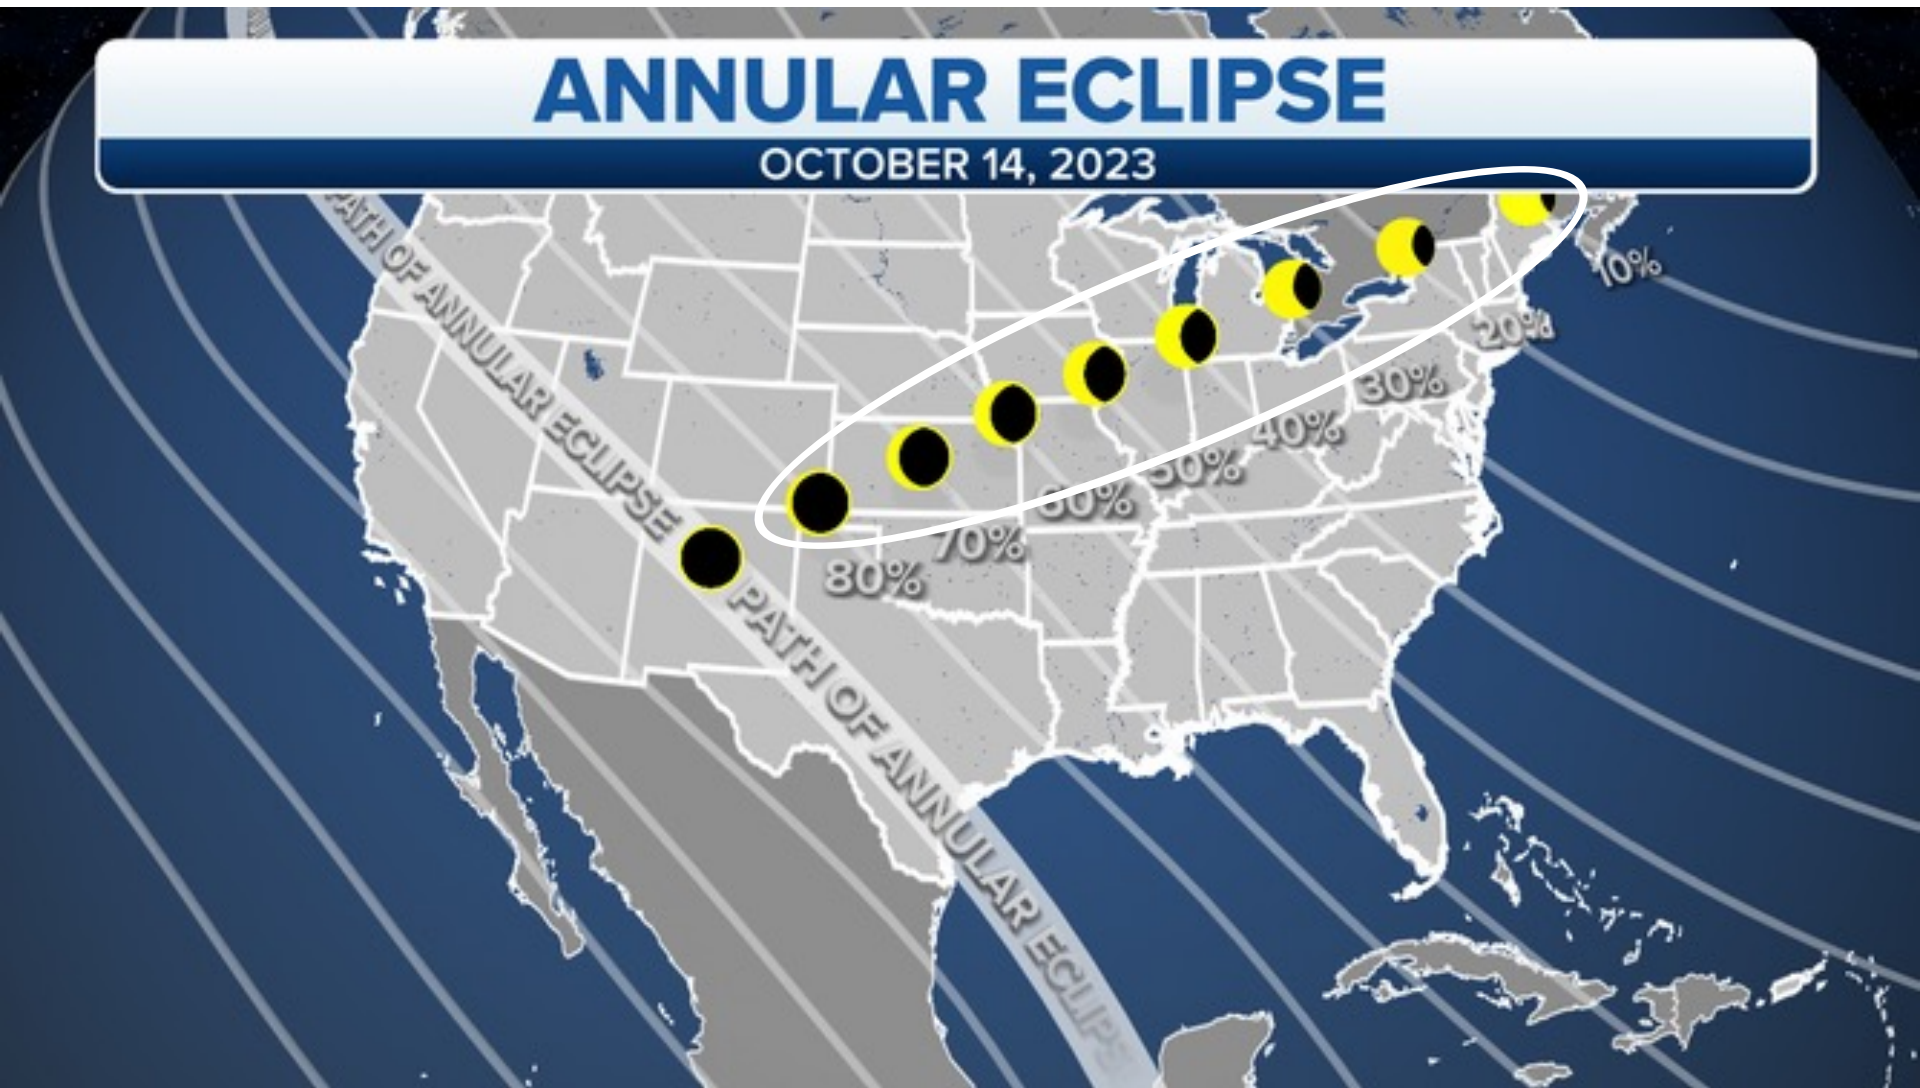 ANNULAR ECLIPSE
OCTOBER 14, 2023
PATH OF ANNULAR ECLIPSE
10%
20%
30%
40%
50%
60%
70%
80%
PATH OF ANNULAR ECLIPS